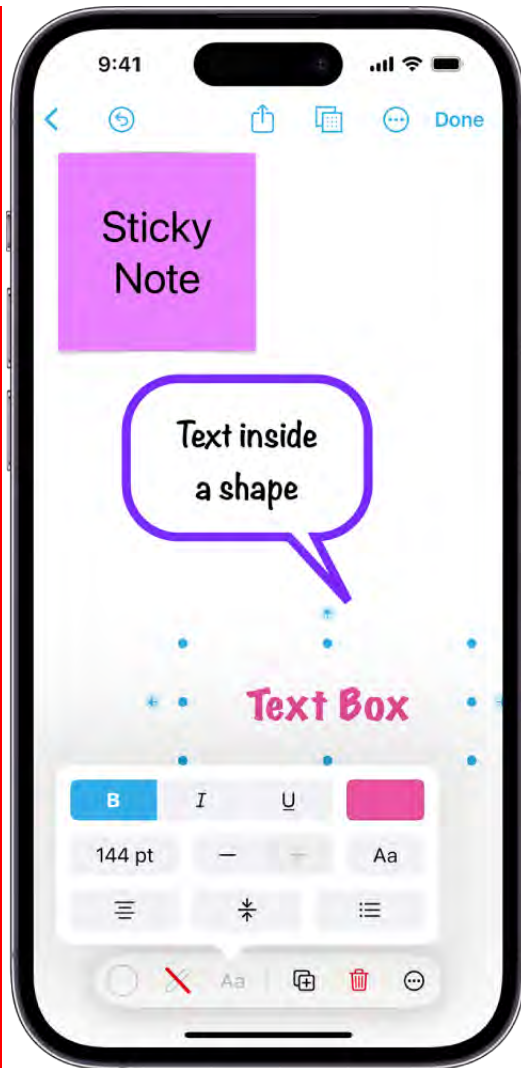 9:41
Done
Sticky
Note
Text inside
a shape
Text Box
B I U
144 pt — + Aa
Aa